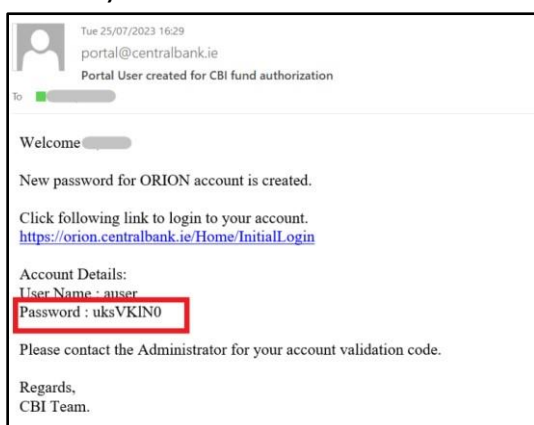 Tue 25/07/2023 16:29
portal@centralbank.ie
Portal User created for CBI fund authorization
To
Welcome
New password for ORION account is created.
Click following link to login to your account.
https://orion.centralbank.ie/Home/InitialLogin
Account Details:
User Name : auser
Password : uksVKlN0
Please contact the Administrator for your account validation code.
Regards,
CBI Team.